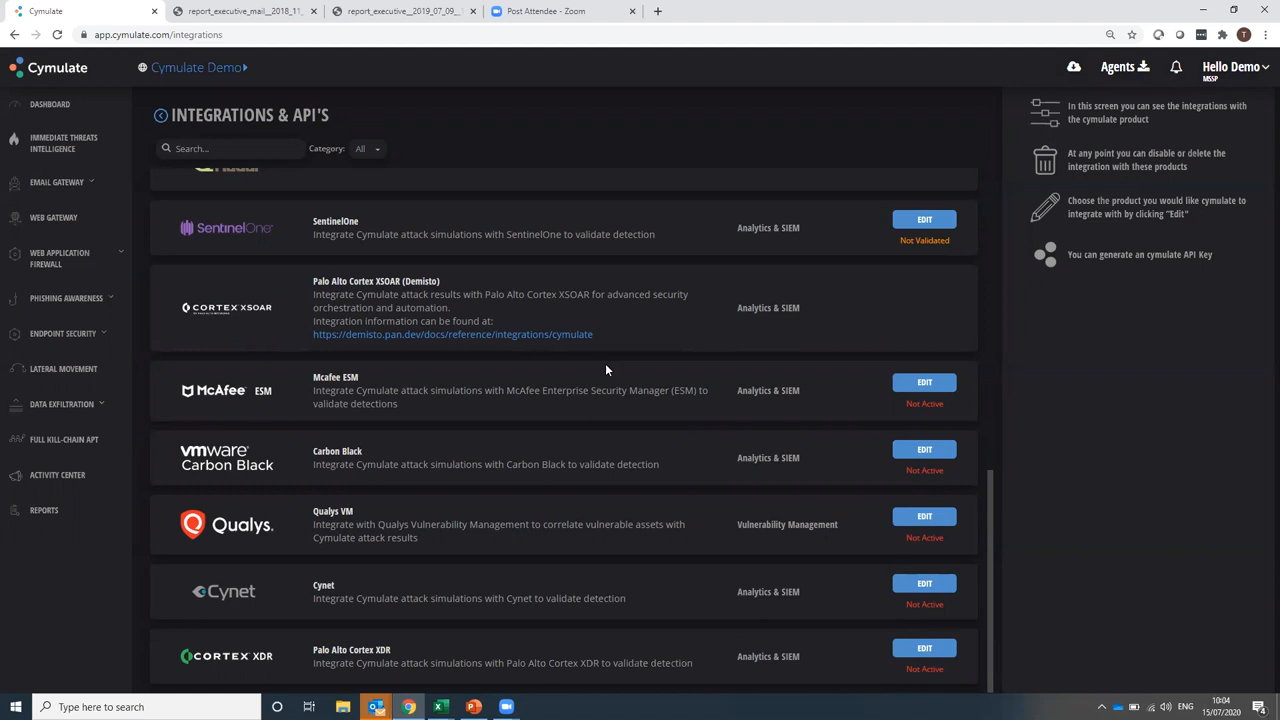 Cymulate
report_executive_mail__2018_11_
report_executive__2019_07_09__1
Post Attendee - Zoom
app.cymulate.com/integrations
T
Cymulate
Cymulate Demo
Agents
Hello Demo
MSSP
DASHBOARD
IMMEDIATE THREATS
INTELLIGENCE
EMAIL GATEWAY
WEB GATEWAY
WEB APPLICATION
FIREWALL
PHISHING AWARENESS
ENDPOINT SECURITY
LATERAL MOVEMENT
DATA EXFILTRATION
FULL KILL-CHAIN APT
ACTIVITY CENTER
REPORTS
INTEGRATIONS & API'S
Search...
Category:
All
SentinelOne
SentinelOne
Integrate Cymulate attack simulations with SentinelOne to validate detection
Analytics & SIEM
EDIT
Not Validated
CORTEX XSOAR
Palo Alto Cortex XSOAR (Demisto)
Integrate Cymulate attack results with Palo Alto Cortex XSOAR for advanced security
orchestration and automation.
Integration information can be found at:
https://demisto.pan.dev/docs/reference/integrations/cymulate
Analytics & SIEM
McAfee ESM
Mcafee ESM
Integrate Cymulate attack simulations with McAfee Enterprise Security Manager (ESM) to
validate detections
Analytics & SIEM
EDIT
Not Active
vmware
Carbon Black
Carbon Black
Integrate Cymulate attack simulations with Carbon Black to validate detection
Analytics & SIEM
EDIT
Not Active
Qualys.
Qualys VM
Integrate with Qualys Vulnerability Management to correlate vulnerable assets with
Cymulate attack results
Vulnerability Management
EDIT
Not Active
Cynet
Cynet
Integrate Cymulate attack simulations with Cynet to validate detection
Analytics & SIEM
EDIT
Not Active
CORTEX XDR
Palo Alto Cortex XDR
Integrate Cymulate attack simulations with Palo Alto Cortex XDR to validate detection
Analytics & SIEM
EDIT
Not Active
In this screen you can see the integrations with
the cymulate product
At any point you can disable or delete the
integration with these products
Choose the product you would like cymulate to
integrate with by clicking "Edit"
You can generate an cymulate API Key
Type here to search
ENG
10:04
15/07/2020